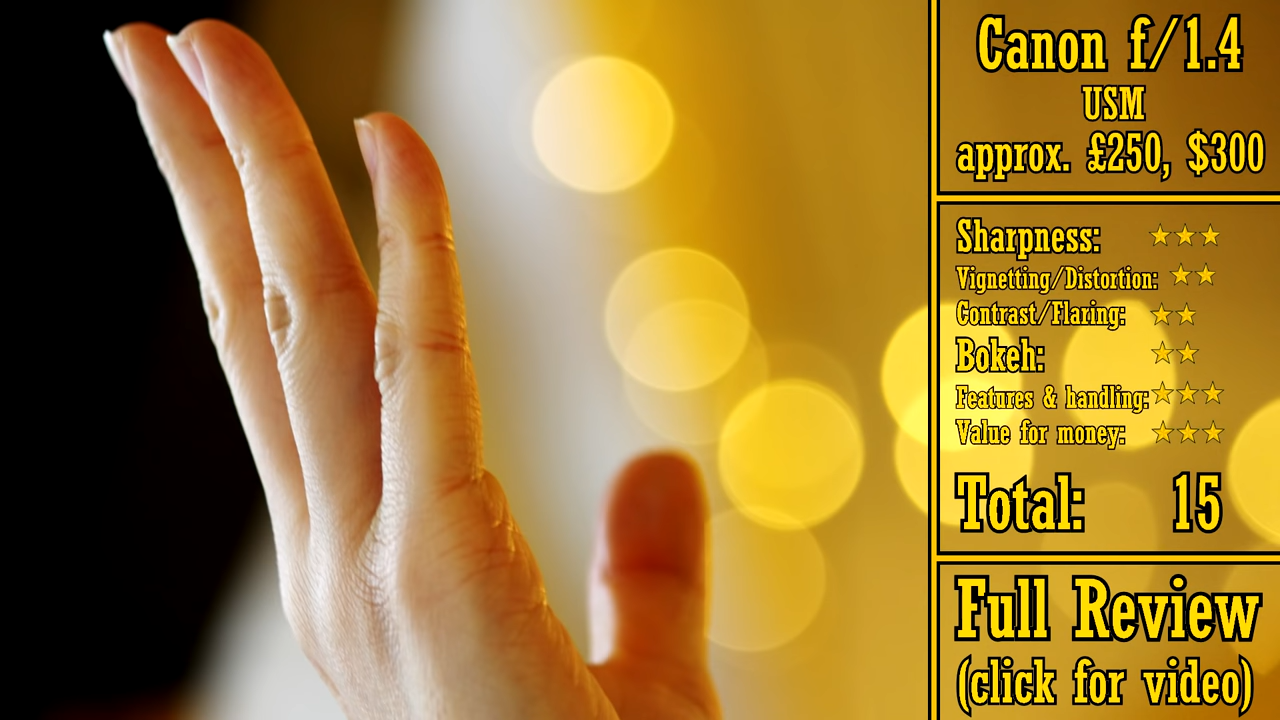 Canon f/1.4
USM
approx. £250, $300
Sharpness: ★★★
Vignetting/Distortion: ★★
Contrast/Flaring: ★★
Bokeh: ★★
Features & handling: ★★★
Value for money: ★★★
Total: 15
Full Review
(click for video)